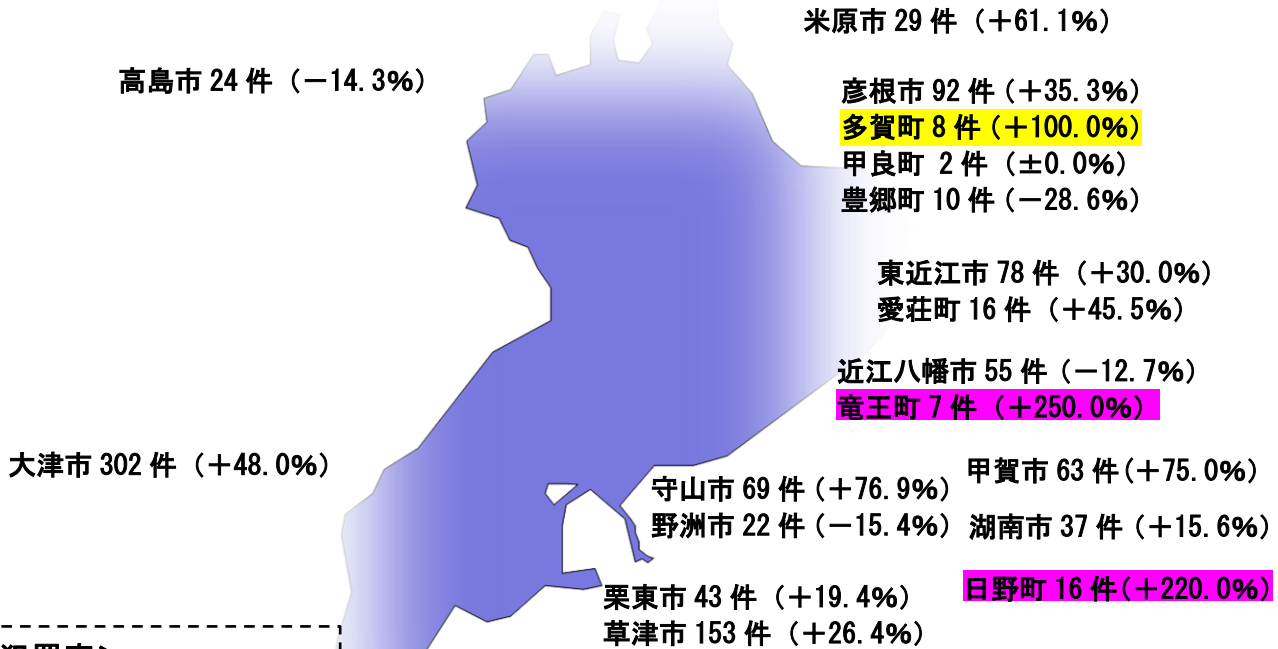 米原市 29 件（＋61.1%）
高島市 24 件（－14.3%）
彦根市 92 件（＋35.3%）
多賀町 8 件（＋100.0%）
甲良町 2 件（±0.0%）
豊郷町 10 件（－28.6%）
東近江市 78 件（＋30.0%）
愛荘町 16 件（＋45.5%）
近江八幡市 55 件（－12.7%）
竜王町 7 件（＋250.0%）
大津市 302 件（＋48.0%）
甲賀市 63 件（＋75.0%）
守山市 69 件（＋76.9%）
野洲市 22 件（－15.4%）
湖南市 37 件（＋15.6%）
日野町 16 件（＋220.0%）
栗東市 43 件（＋19.4%）
草津市 153 件（＋26.4%）